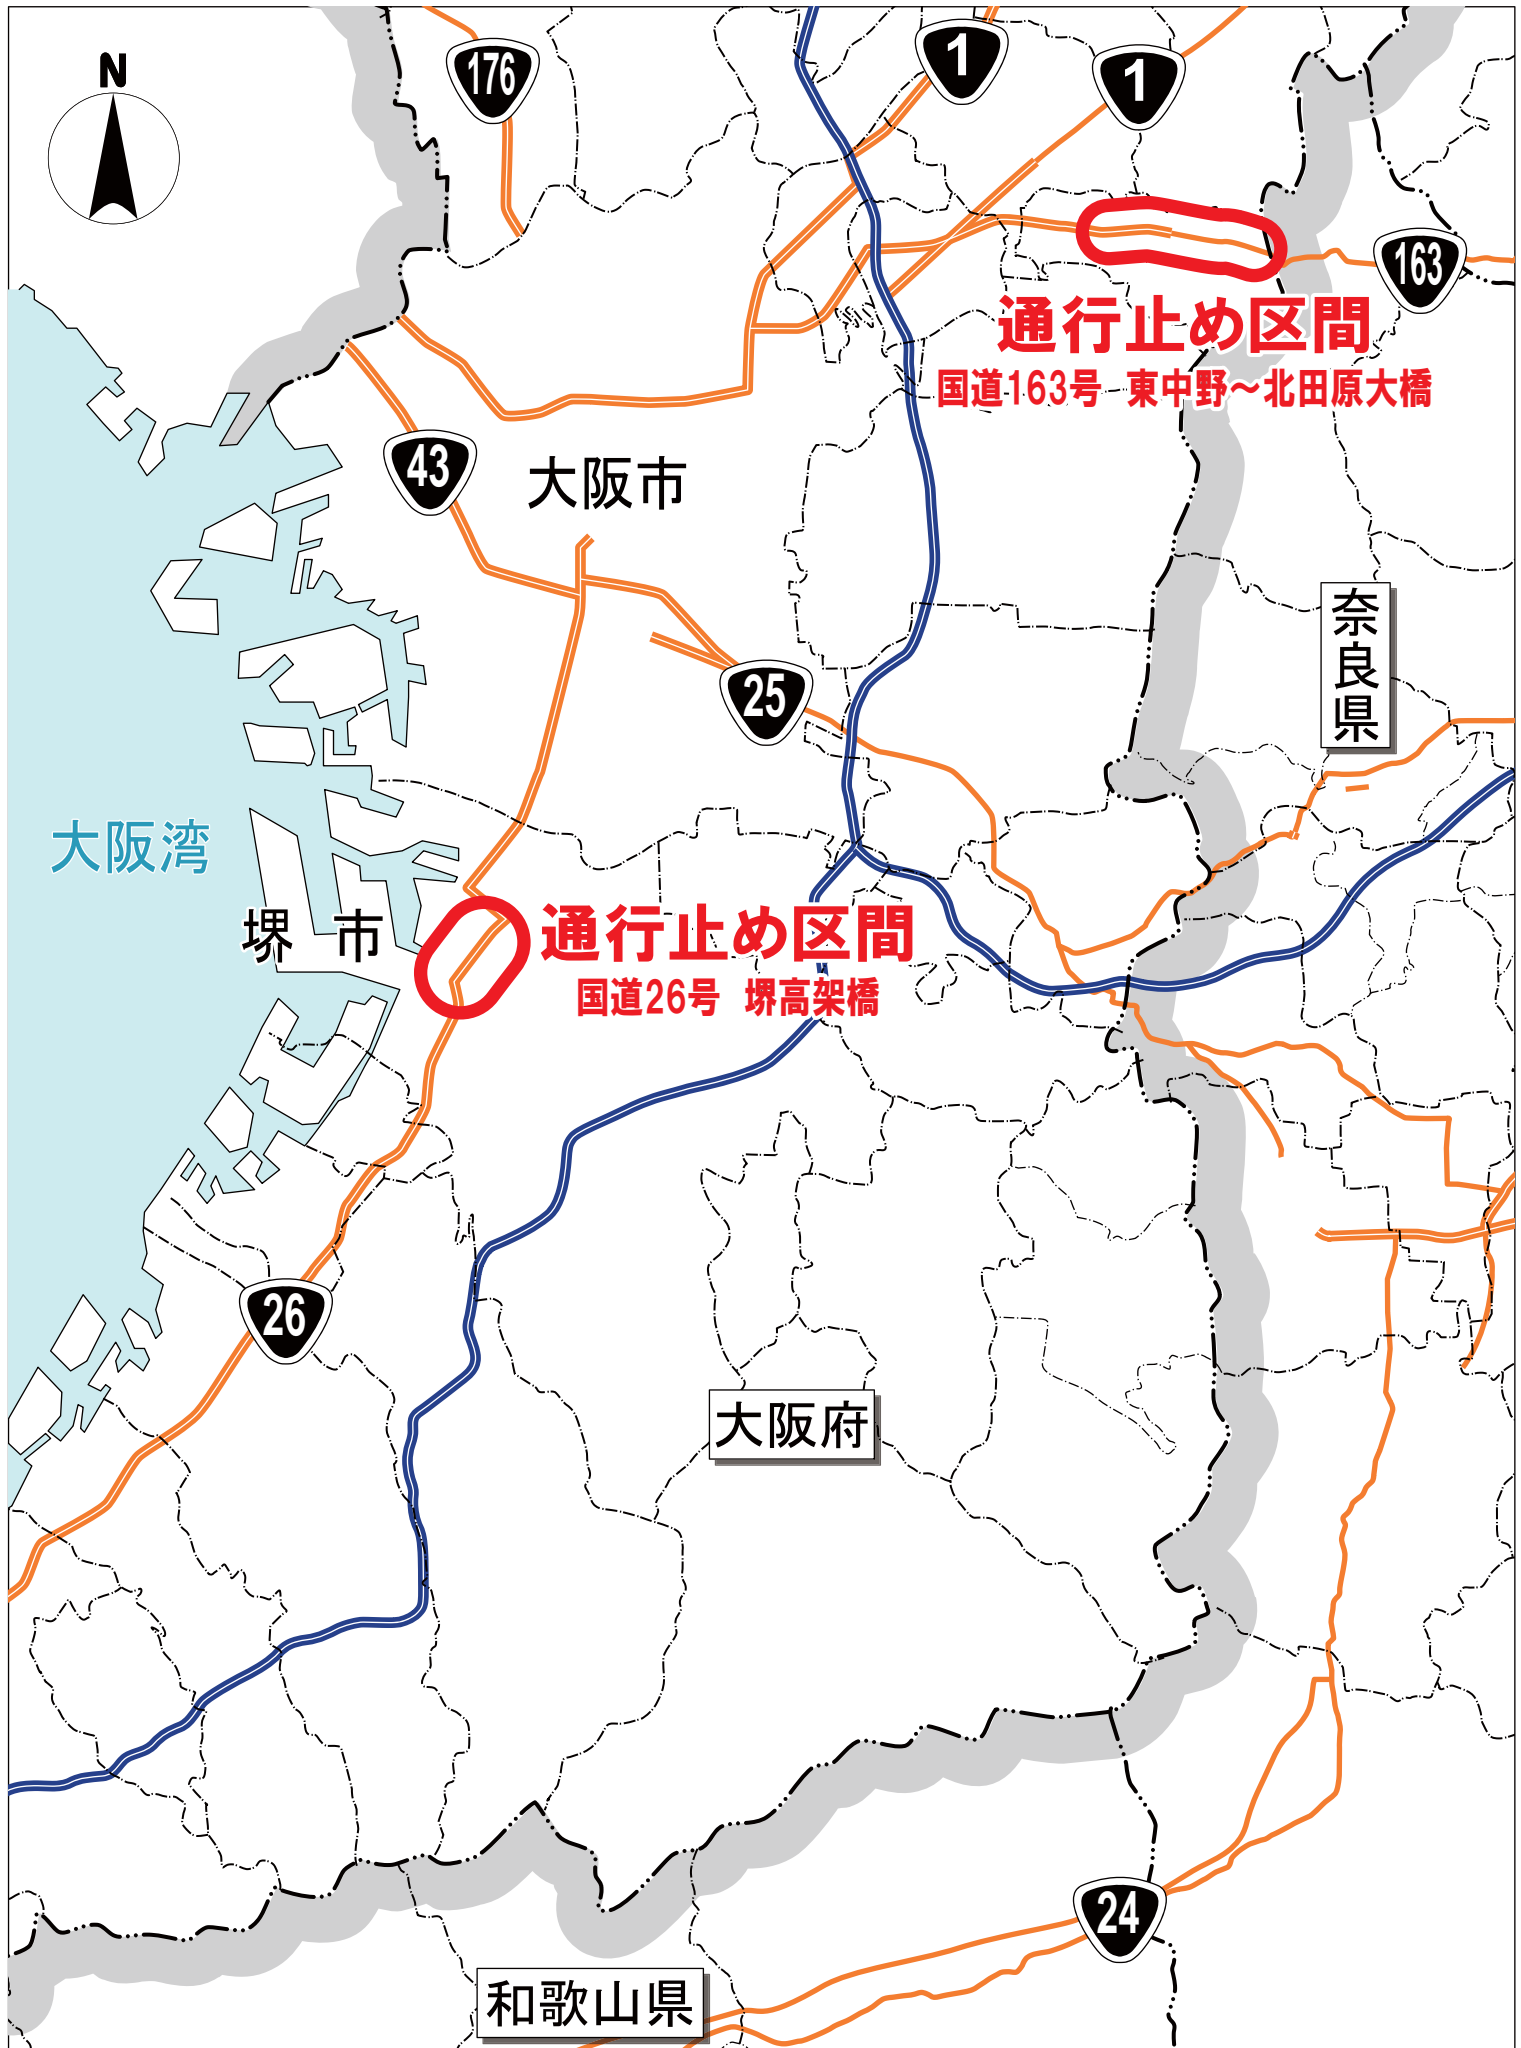 N
176
1
1
163
通行止め区間
国道163号 東中野～北田原大橋
43
大阪市
奈良県
25
大阪湾
堺 市
通行止め区間
国道26号 堺高架橋
26
大阪府
24
和歌山県